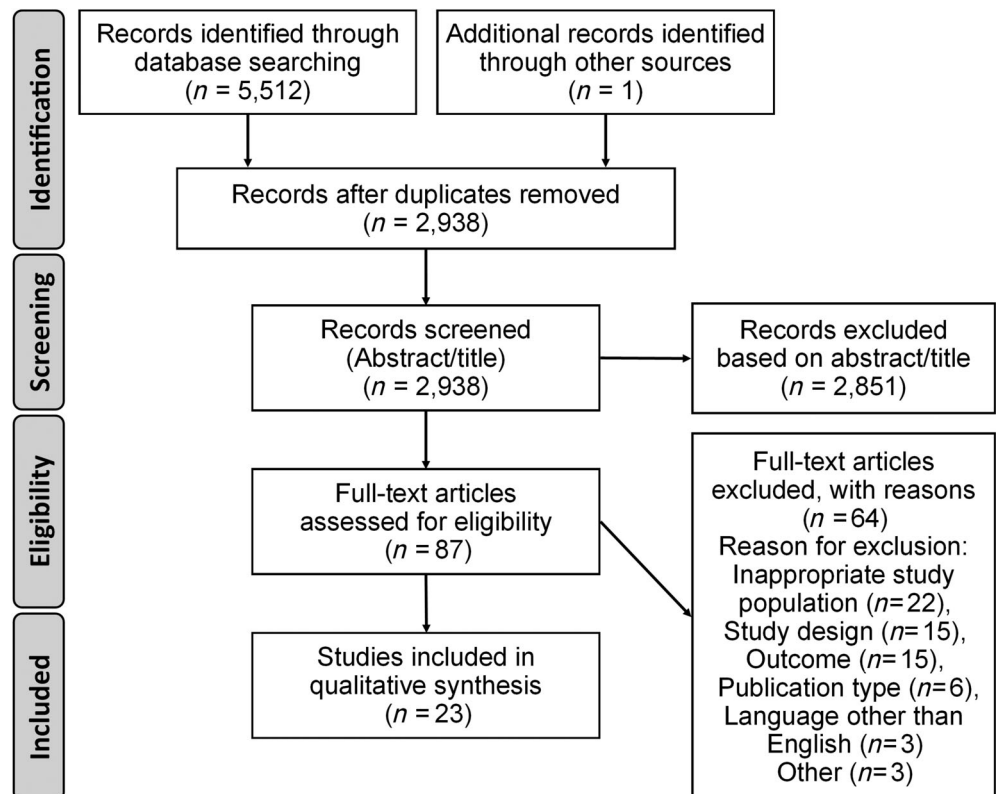 Identification
Records identified through
database searching
(n = 5,512)
Additional records identified
through other sources
(n = 1)
Records after duplicates removed
(n = 2,938)
Screening
Records screened
(Abstract/title)
(n = 2,938)
Records excluded
based on abstract/title
(n = 2,851)
Eligibility
Full-text articles
assessed for eligibility
(n = 87)
Full-text articles
excluded, with reasons
(n = 64)
Reason for exclusion:
Inappropriate study
population (n= 22),
Study design (n= 15),
Outcome (n= 15),
Publication type (n= 6),
Language other than
English (n= 3)
Other (n= 3)
Included
Studies included in
qualitative synthesis
(n = 23)